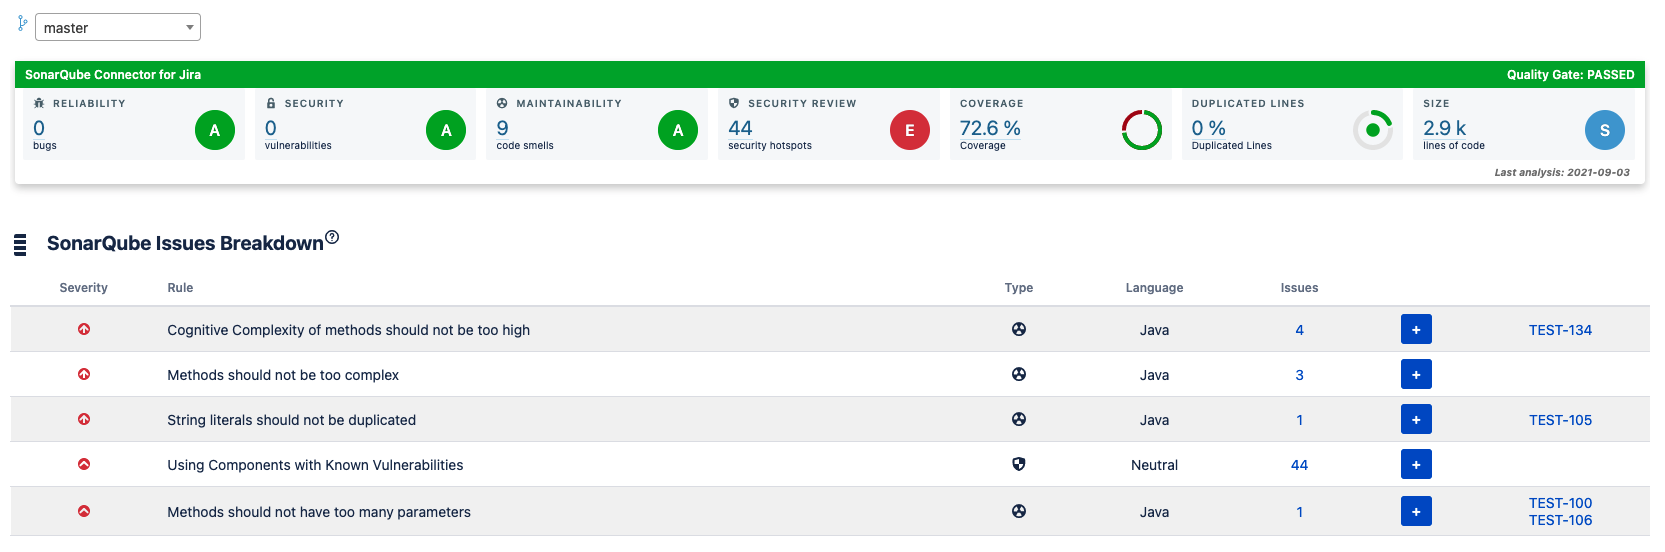 master
SonarQube Connector for Jira Quality Gate: PASSED
RELIABILITY SECURITY MAINTAINABILITY SECURITY REVIEW COVERAGE DUPLICATED LINES SIZE
0 A 0 A 9 A 44 E 72.6 % 0 % 2.9 k S
bugs vulnerabilities code smells security hotspots Coverage Duplicated Lines lines of code
Last analysis: 2021-09-03
SonarQube Issues Breakdown?
Severity Rule Type Language Issues
Cognitive Complexity of methods should not be too high Java 4 + TEST-134
Methods should not be too complex Java 3 +
String literals should not be duplicated Java 1 + TEST-105
Using Components with Known Vulnerabilities Neutral 44 +
Methods should not have too many parameters Java 1 + TEST-100
TEST-106